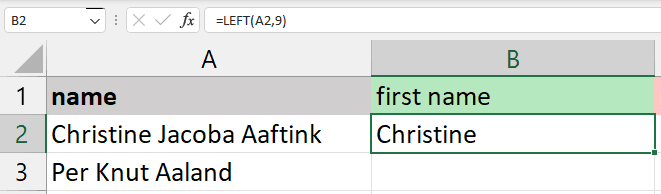 B2 fx =LEFT(A2,9)
A B
1 name first name
2 Christine Jacoba Aaftink Christine
3 Per Knut Aaland